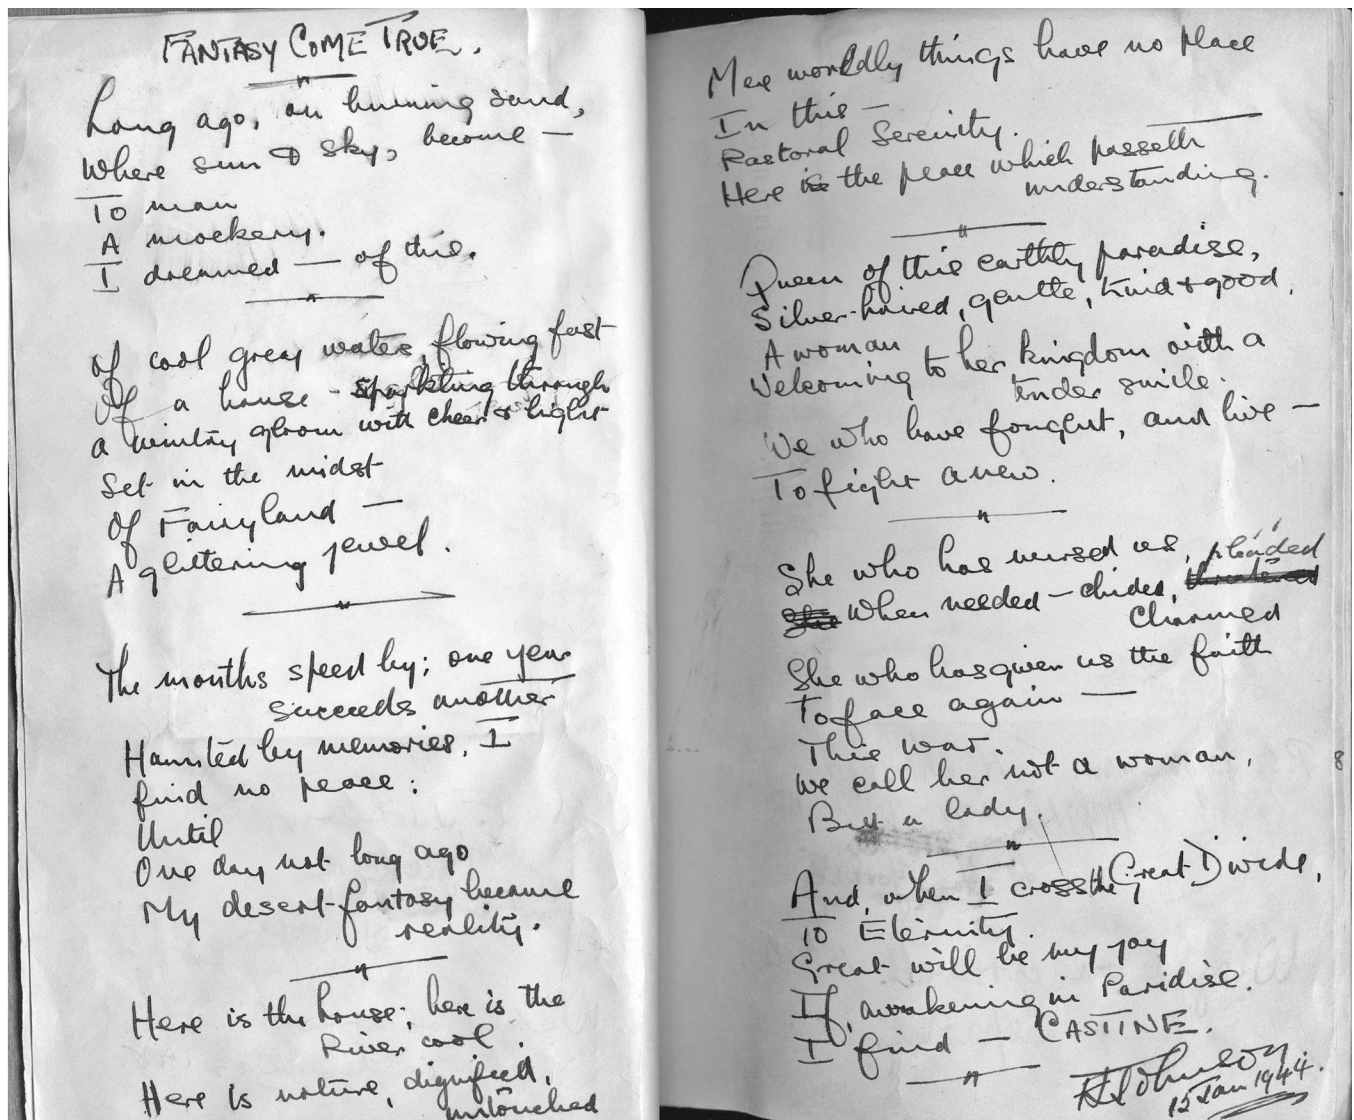 FANTASY COME TRUE.
Long ago, on burning sand,
Where sun & sky, become —
To man
A mockery.
I dreamed — of this.
Of cool grey water, flowing fast
Of a house - sparkling through
a wintry gloom with cheer & light
Set in the midst
Of Fairyland —
A glittering jewel.
The months speed by; one year
succeeds another
Haunted by memories, I
find no peace:
Until
One day not long ago
My desert-fantasy became
reality.
Here is the house; here is the
River cool.
Here is nature, dignified,
untouched
Mere worldly things have no place
In this —
Pastoral Serenity.
Here is the peace which passeth
understanding.
Queen of this earthly paradise,
Silver-haired, gentle, kind & good,
A woman
Welcoming to her kingdom with a
tender smile.
We who have fought, and live —
To fight anew.
She who has nursed us, pleaded
When needed — chided, threatened
Charmed
She who has given us the faith
To face again —
This war.
We call her not a woman,
But a lady.
And, when I cross the Great Divide,
To Eternity.
Great will be my joy
If, awakening in Paridise.
I find — CASTINE.
Johnson
15 Jan 1944.